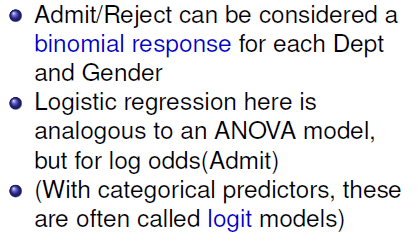 Admit/Reject can be considered a
binomial response for each Dept
and Gender
Logistic regression here is
analogous to an ANOVA model,
but for log odds(Admit)
(With categorical predictors, these
are often called logit models)